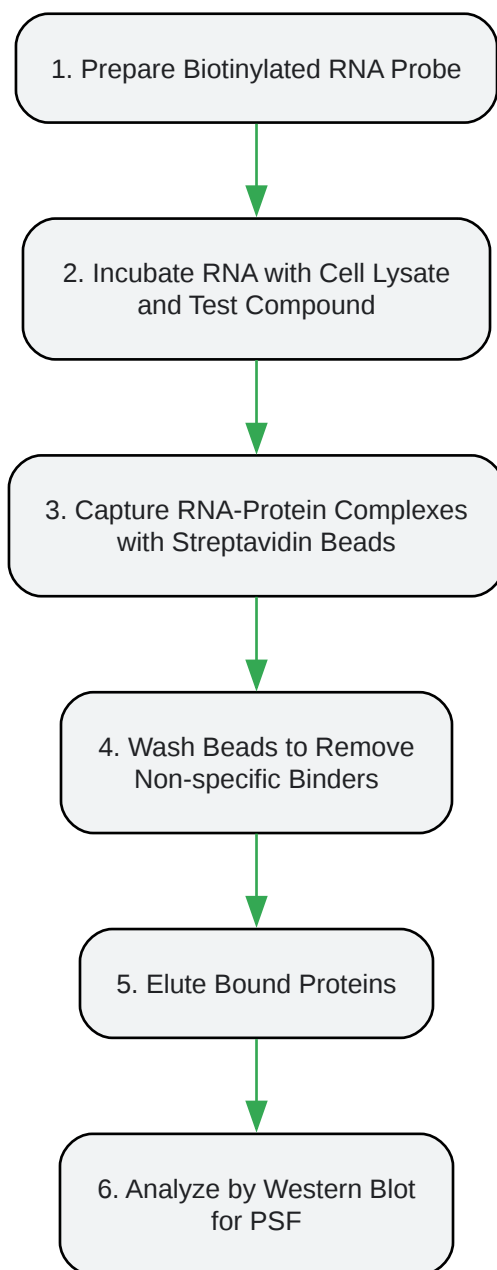 1. Prepare Biotinylated RNA Probe
2. Incubate RNA with Cell Lysate
and Test Compound
3. Capture RNA-Protein Complexes
with Streptavidin Beads
4. Wash Beads to Remove
Non-specific Binders
5. Elute Bound Proteins
6. Analyze by Western Blot
for PSF